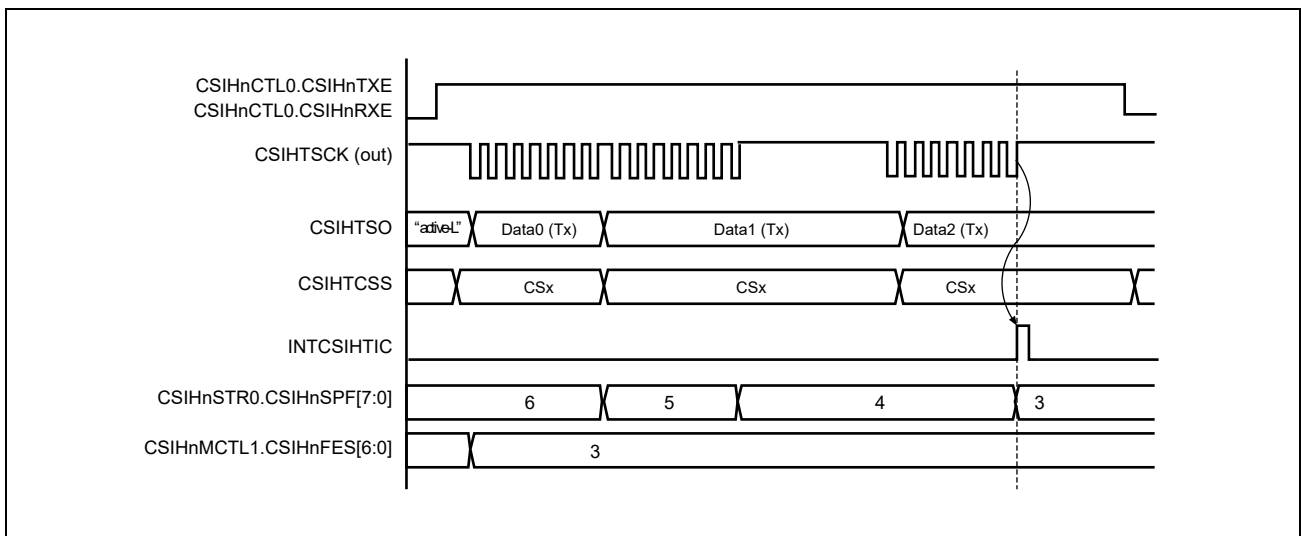 CSIHnCTL0.CSIHnTXE
CSIHnCTL0.CSIHnRXE
CSIHTSCK (out)
CSIHTSO “active-L” Data0 (Tx) Data1 (Tx) Data2 (Tx)
CSIHTCSS CSx CSx CSx
INTCSIHTIC
CSIHnSTR0.CSIHnSPF[7:0] 6 5 4 3
CSIHnMCTL1.CSIHnFES[6:0] 3